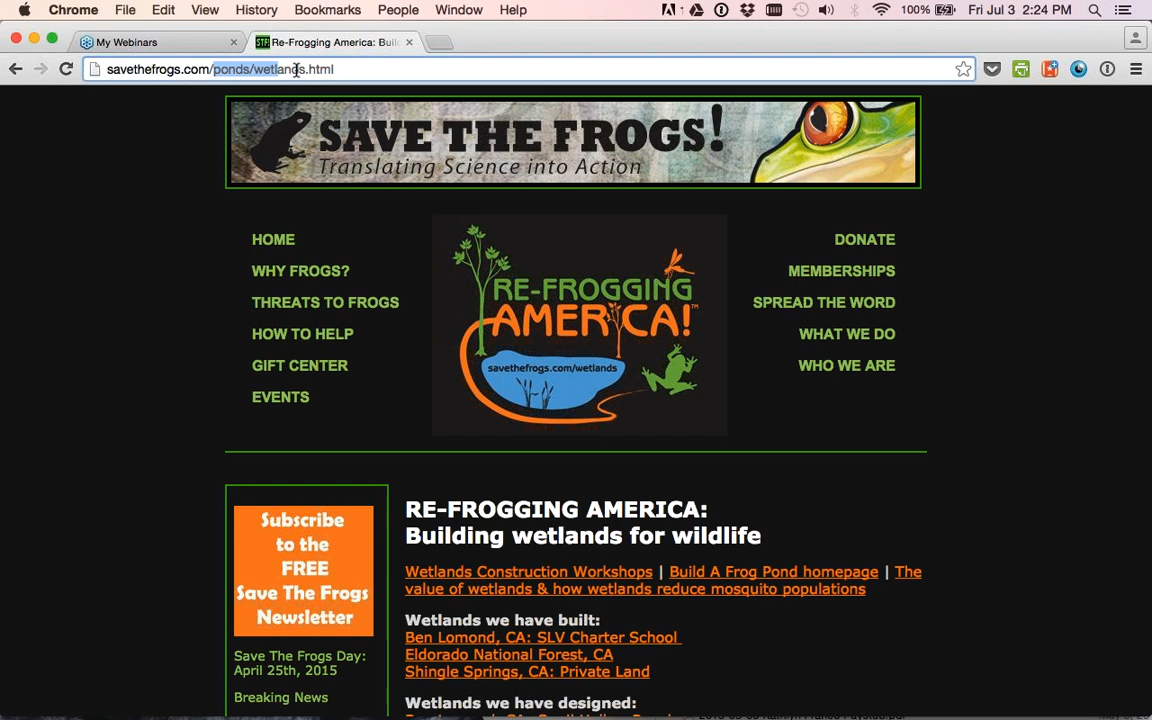 Chrome File Edit View History Bookmarks People Window Help 100% Fri Jul 3 2:24 PM
My Webinars
Re-Frogging America: Buil
savethefrogs.com/ponds/wetlands.html
SAVE THE FROGS!
Translating Science into Action
HOME
WHY FROGS?
THREATS TO FROGS
HOW TO HELP
GIFT CENTER
EVENTS
RE-FROGGING
AMERICA!™
savethefrogs.com/wetlands
DONATE
MEMBERSHIPS
SPREAD THE WORD
WHAT WE DO
WHO WE ARE
Subscribe
to the
FREE
Save The Frogs
Newsletter
Save The Frogs Day:
April 25th, 2015
Breaking News
RE-FROGGING AMERICA:
Building wetlands for wildlife
Wetlands Construction Workshops | Build A Frog Pond homepage | The
value of wetlands & how wetlands reduce mosquito populations
Wetlands we have built:
Ben Lomond, CA: SLV Charter School
Eldorado National Forest, CA
Shingle Springs, CA: Private Land
Wetlands we have designed: